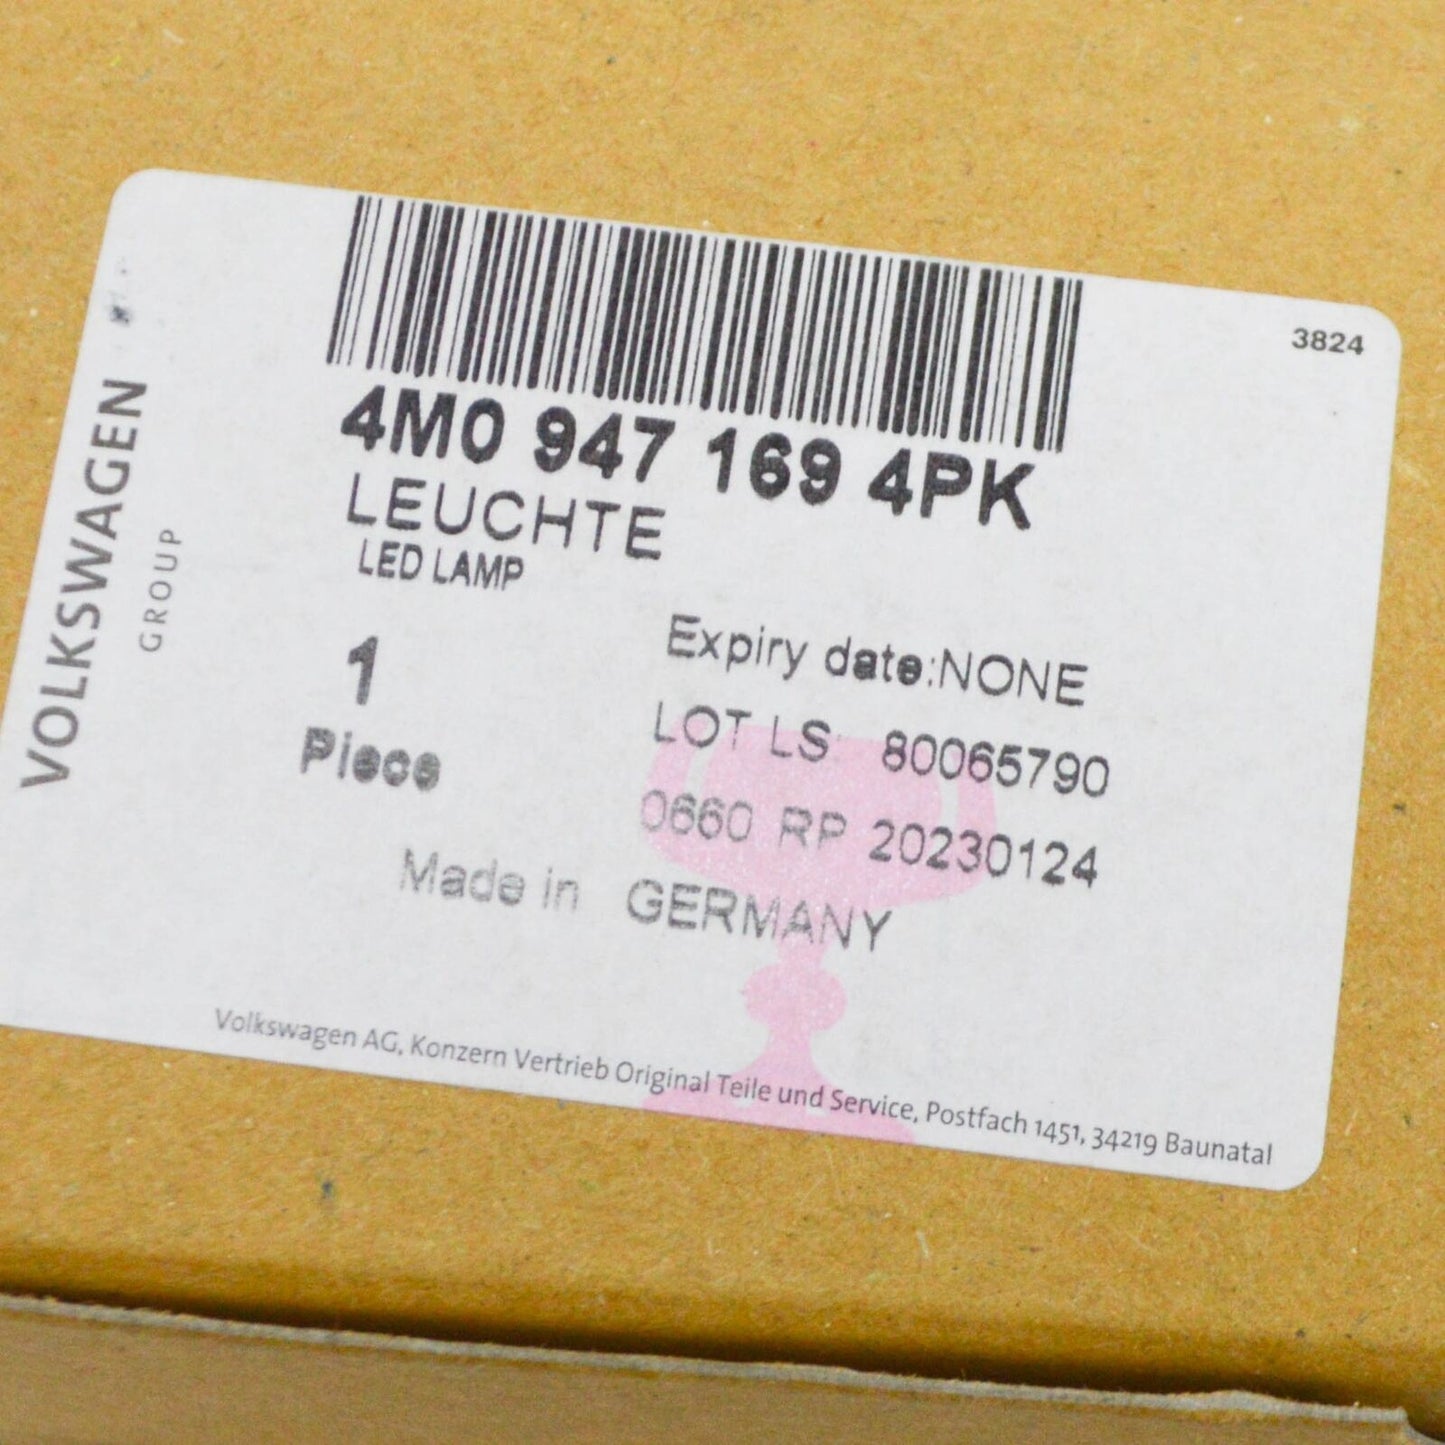 VOLKSWAGEN
GROUP
3824
4M0 947 169 4PK
LEUCHTE
LED LAMP
1
Piece
Expiry date:NONE
LOT LS 80065790
0660 RP 20230124
Made in GERMANY
Volkswagen AG, Konzern Vertrieb Original Teile und Service, Postfach 1451, 34219 Baunatal